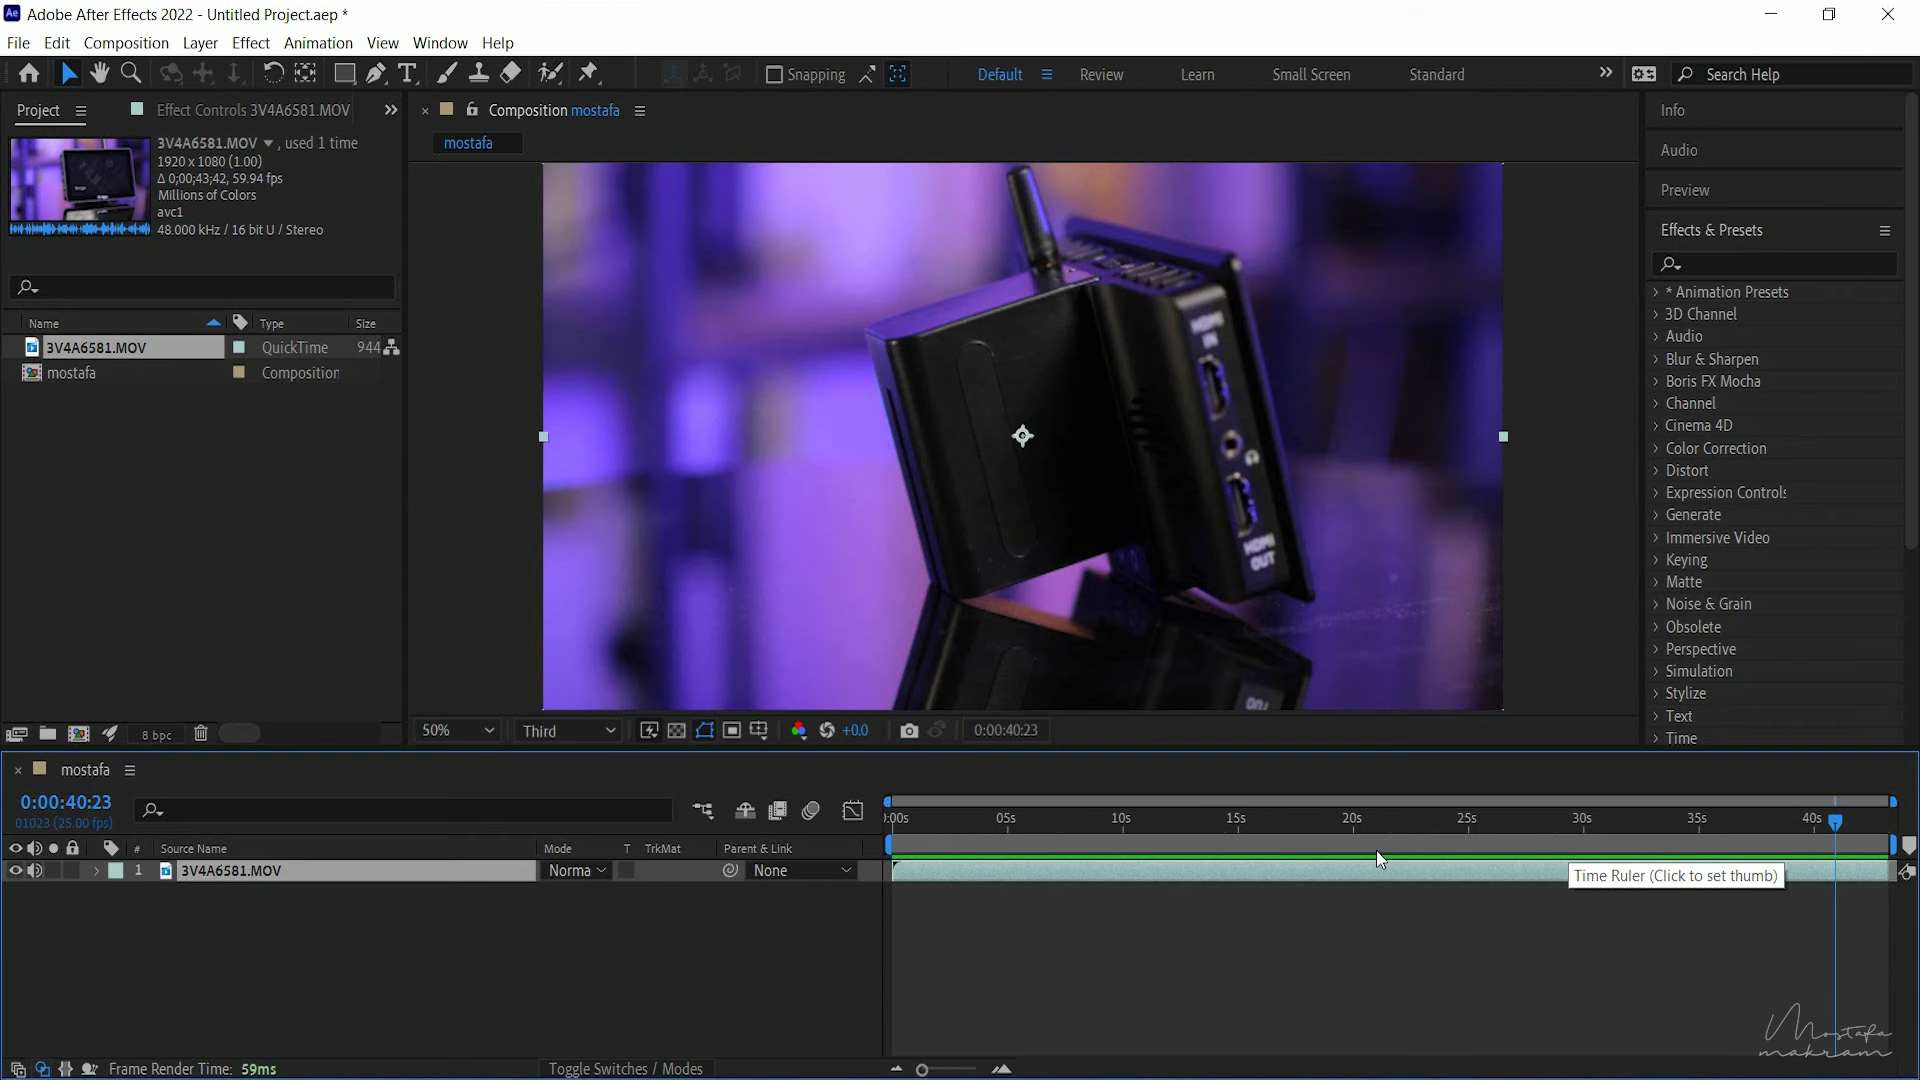 Ae Adobe After Effects 2022 - Untitled Project.aep *
File Edit Composition Layer Effect Animation View Window Help
Snapping Default Review Learn Small Screen Standard Search Help
Project Effect Controls 3V4A6581.MOV
Composition mostafa
mostafa
3V4A6581.MOV , used 1 time
1920 x 1080 (1.00)
Δ 0;00;43;42, 59.94 fps
Millions of Colors
avc1
48.000 kHz / 16 bit U / Stereo
Name Type Size
3V4A6581.MOV QuickTime 944
mostafa Composition
8 bpc
HDMI
IN
HDMI
OUT
50% Third +0.0 0:00:40:23
Info
Audio
Preview
Effects & Presets
* Animation Presets
3D Channel
Audio
Blur & Sharpen
Boris FX Mocha
Channel
Cinema 4D
Color Correction
Distort
Expression Controls
Generate
Immersive Video
Keying
Matte
Noise & Grain
Obsolete
Perspective
Simulation
Stylize
Text
Time
mostafa
0:00:40:23
01023 (25.00 fps)
):00s 05s 10s 15s 20s 25s 30s 35s 40s
# Source Name Mode T TrkMat Parent & Link
1 3V4A6581.MOV Norma None
Time Ruler (Click to set thumb)
Mostafa
makram
Frame Render Time: 59ms Toggle Switches / Modes